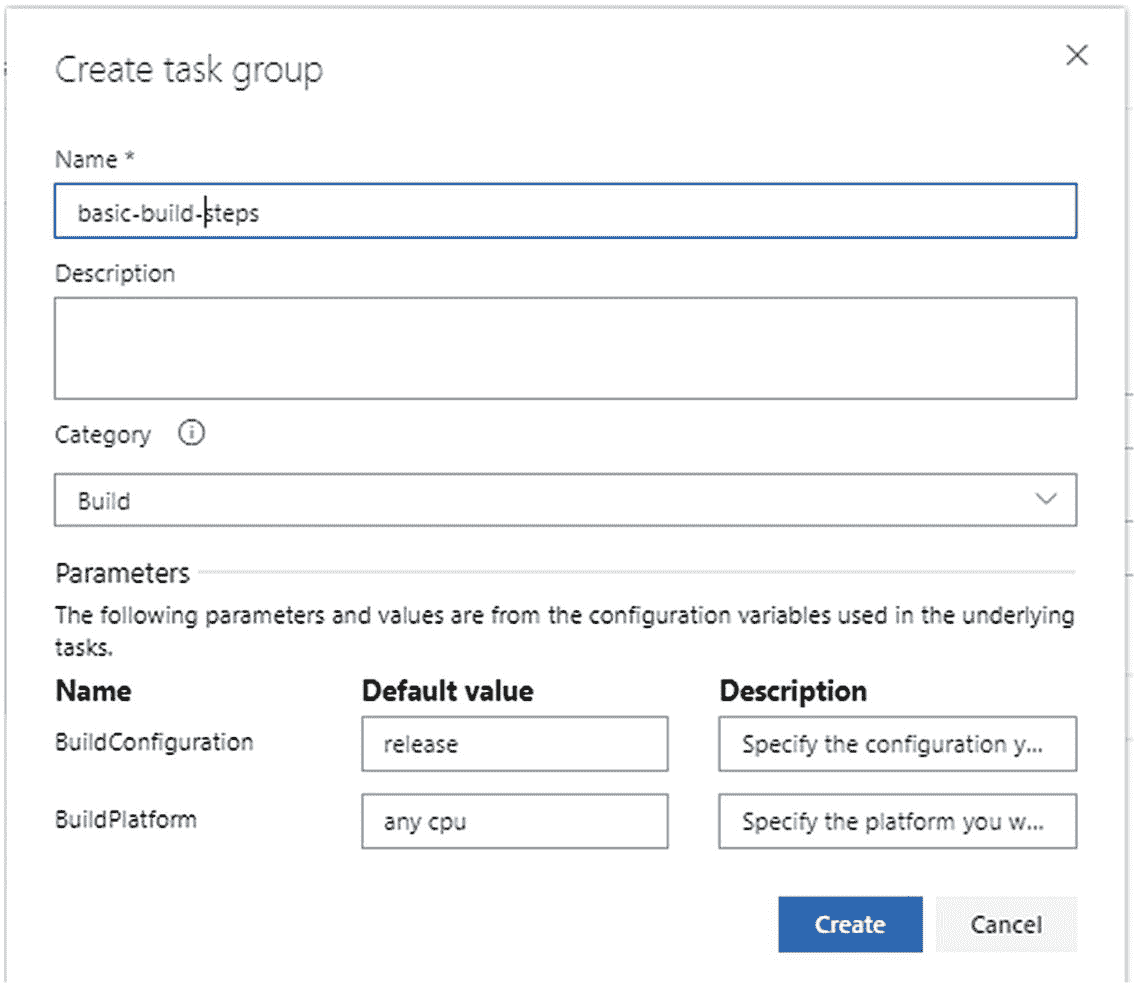 Create task group
Name *
basic-build-steps
Description
Category
Build
Parameters
The following parameters and values are from the configuration variables used in the underlying
tasks.
Name Default value Description
BuildConfiguration release Specify the configuration y...
BuildPlatform any cpu Specify the platform you w...
Create Cancel